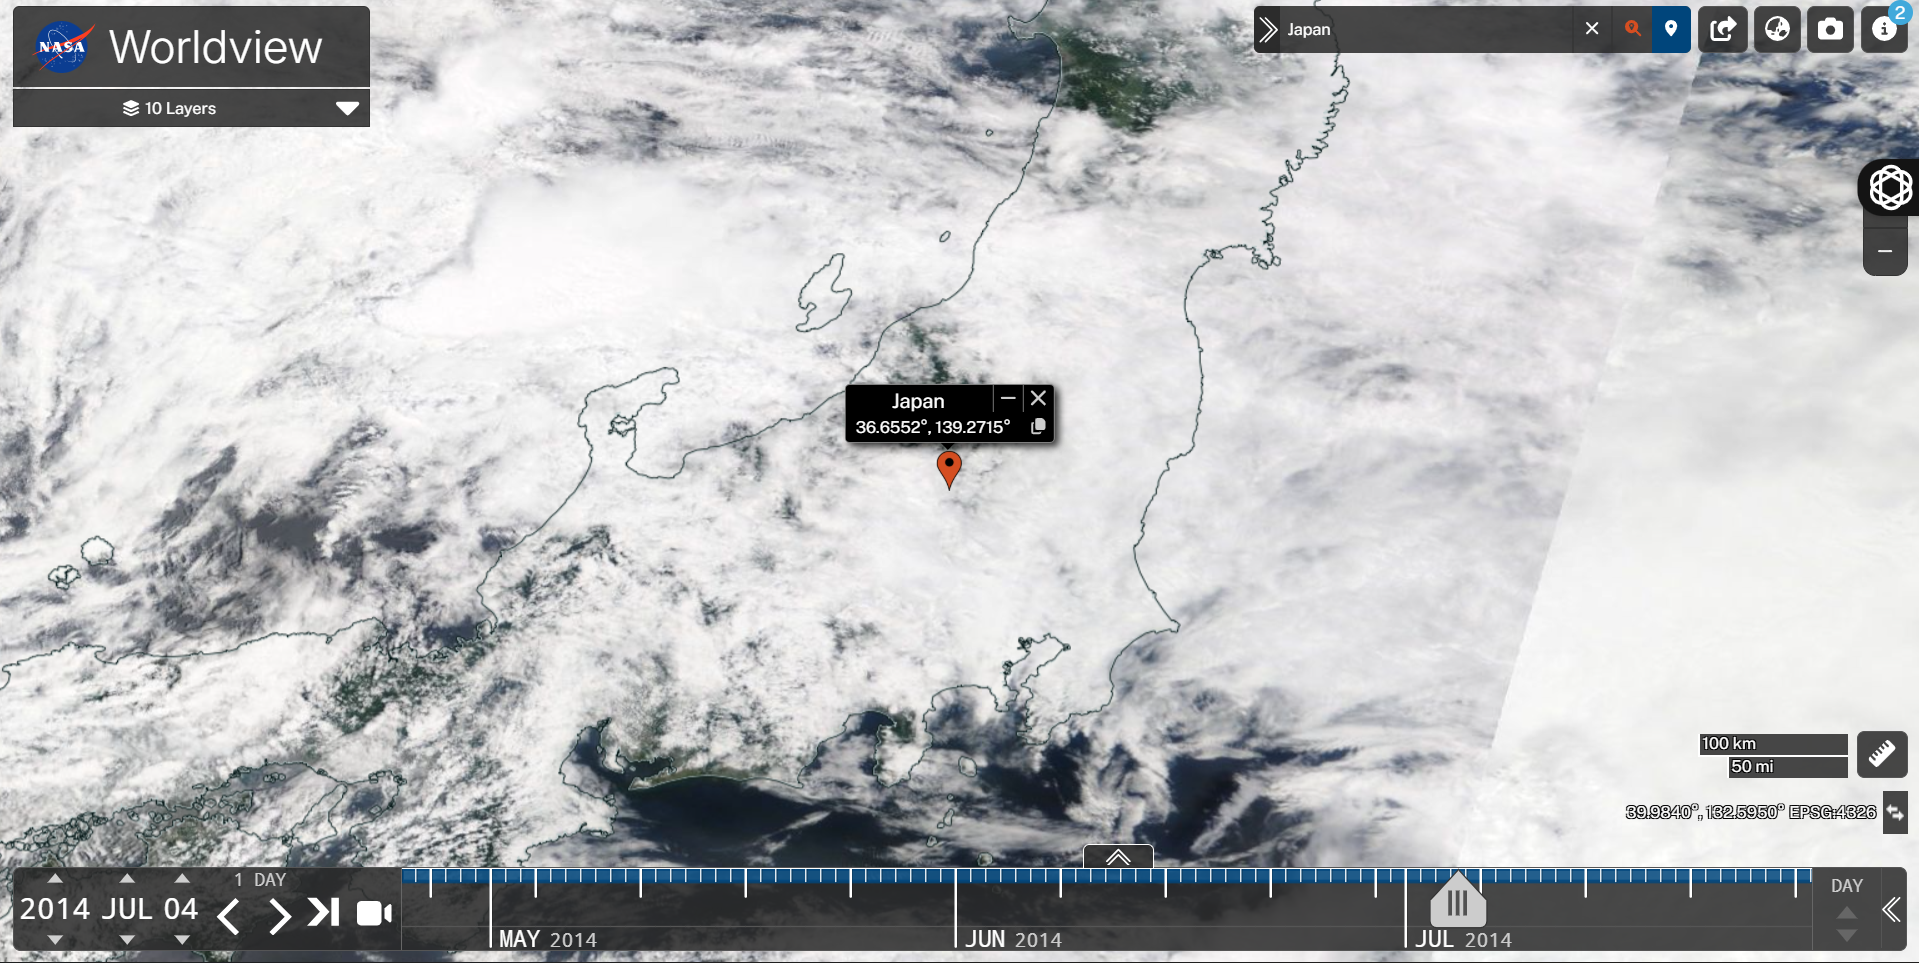 NASA Worldview
10 Layers
Japan
2
Japan
36.6552°, 139.2715°
100 km
50 mi
39.9840°, 132.5950° EPSG:4326
1 DAY
2014 JUL 04
MAY 2014
JUN 2014
JUL 2014
DAY